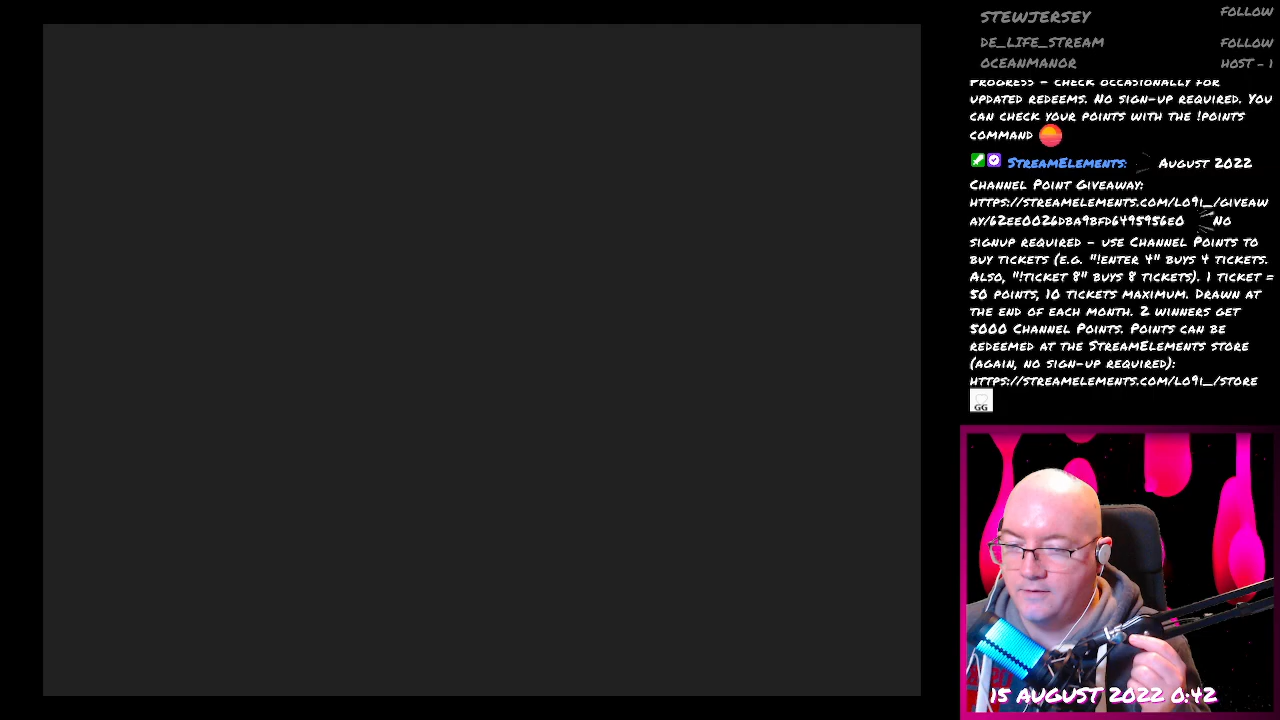 STEWJERSEY FOLLOW
DE_LIFE_STREAM FOLLOW
OCEANMANOR HOST - 1
PROGRESS - CHECK OCCASIONALLY FOR
UPDATED REDEEMS. NO SIGN-UP REQUIRED. YOU
CAN CHECK YOUR POINTS WITH THE !POINTS
COMMAND
STREAMELEMENTS: AUGUST 2022
CHANNEL POINT GIVEAWAY:
HTTPS://STREAMELEMENTS.COM/LO9I_/GIVEAW
AY/62EE0026DBA9BFD6495956E0 NO
SIGNUP REQUIRED - USE CHANNEL POINTS TO
BUY TICKETS (E.G. "!ENTER 4" BUYS 4 TICKETS.
ALSO, "!TICKET 8" BUYS 8 TICKETS). 1 TICKET =
50 POINTS, 10 TICKETS MAXIMUM. DRAWN AT
THE END OF EACH MONTH. 2 WINNERS GET
5000 CHANNEL POINTS. POINTS CAN BE
REDEEMED AT THE STREAMELEMENTS STORE
(AGAIN, NO SIGN-UP REQUIRED):
HTTPS://STREAMELEMENTS.COM/LO9I_/STORE
GG
15 AUGUST 2022 0:42